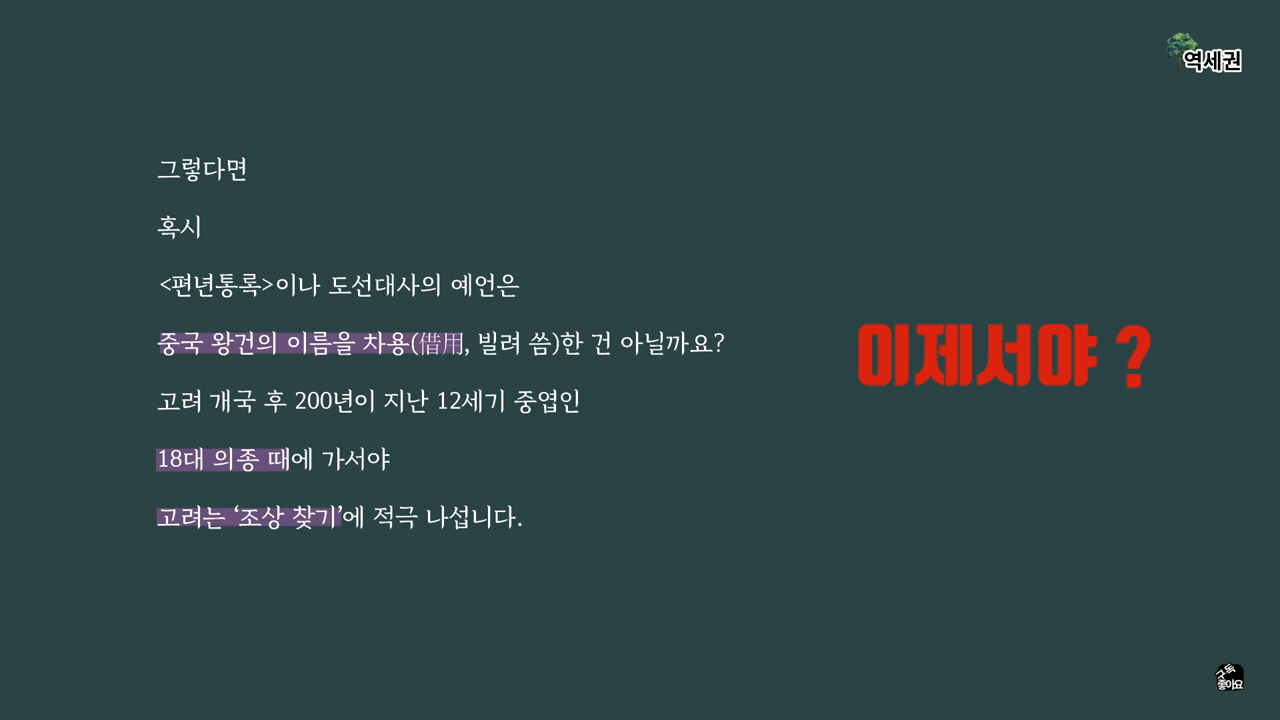 역세권
그렇다면
혹시
<편년통록>이나 도선대사의 예언은
중국 왕건의 이름을 차용(借用, 빌려 씀)한 건 아닐까요?
이제서야 ?
고려 개국 후 200년이 지난 12세기 중엽인
18대 의종 때에 가서야
고려는 ‘조상 찾기’에 적극 나섭니다.
구독
좋아요